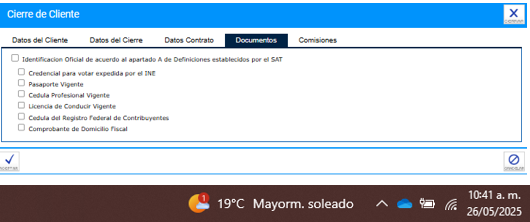 Cierre de Cliente
X
Datos del Cliente Datos del Cierre Datos Contrato Documentos Comisiones
Identificacion Oficial de acuerdo al apartado A de Definiciones establecidos por el SAT
Credencial para votar expedida por el INE
Pasaporte Vigente
Cedula Profesional Vigente
Licencia de Conducir Vigente
Cedula del Registro Federal de Contribuyentes
Comprobante de Domicilio Fiscal
1
19°C Mayorm. soleado
10:41 a. m.
26/05/2025